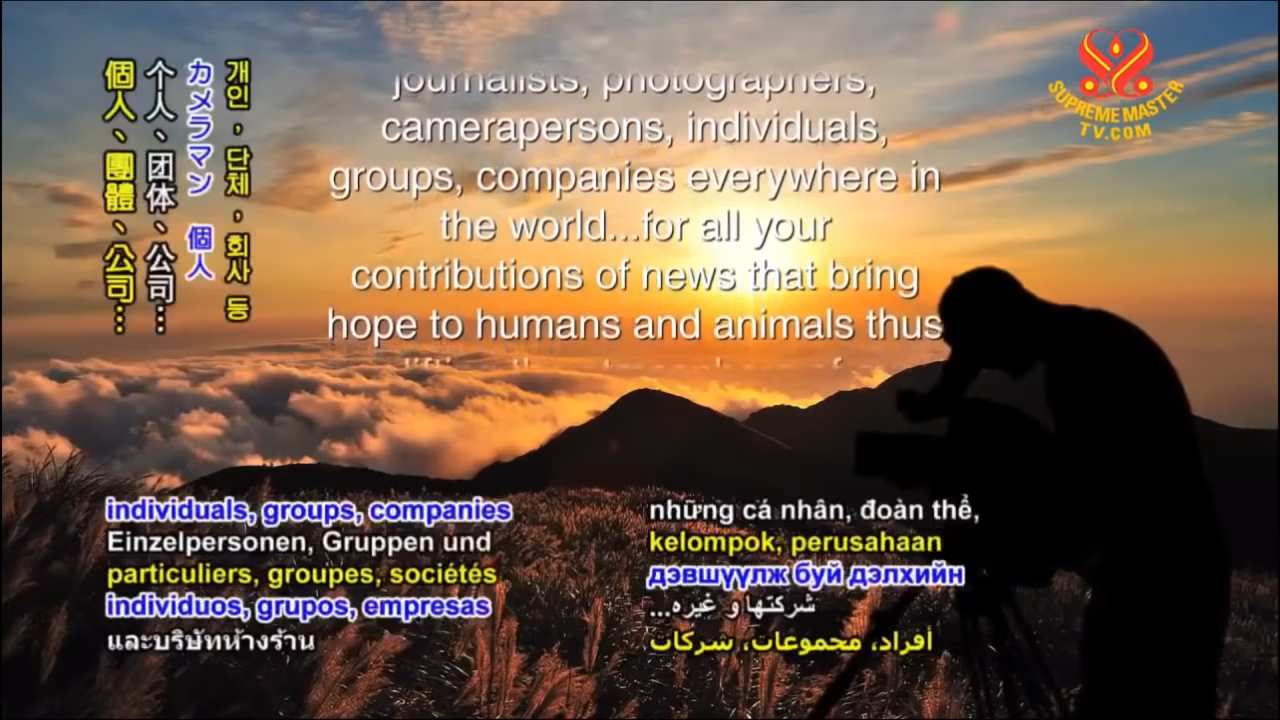 個人、團體、公司…
个人、团体、公司…
カメラマン 個人
개인, 단체, 회사 등
journalists, photographers,
camerapersons, individuals,
groups, companies everywhere in
the world...for all your
contributions of news that bring
hope to humans and animals thus
SUPREME MASTER
TV.COM
individuals, groups, companies
Einzelpersonen, Gruppen und
particuliers, groupes, sociétés
individuos, grupos, empresas
และบริษัทห้างร้าน
những cá nhân, đoàn thể,
kelompok, perusahaan
дэвшүүлж буй дэлхийн
شرکتها و غیره...
أفراد، مجموعات، شركات